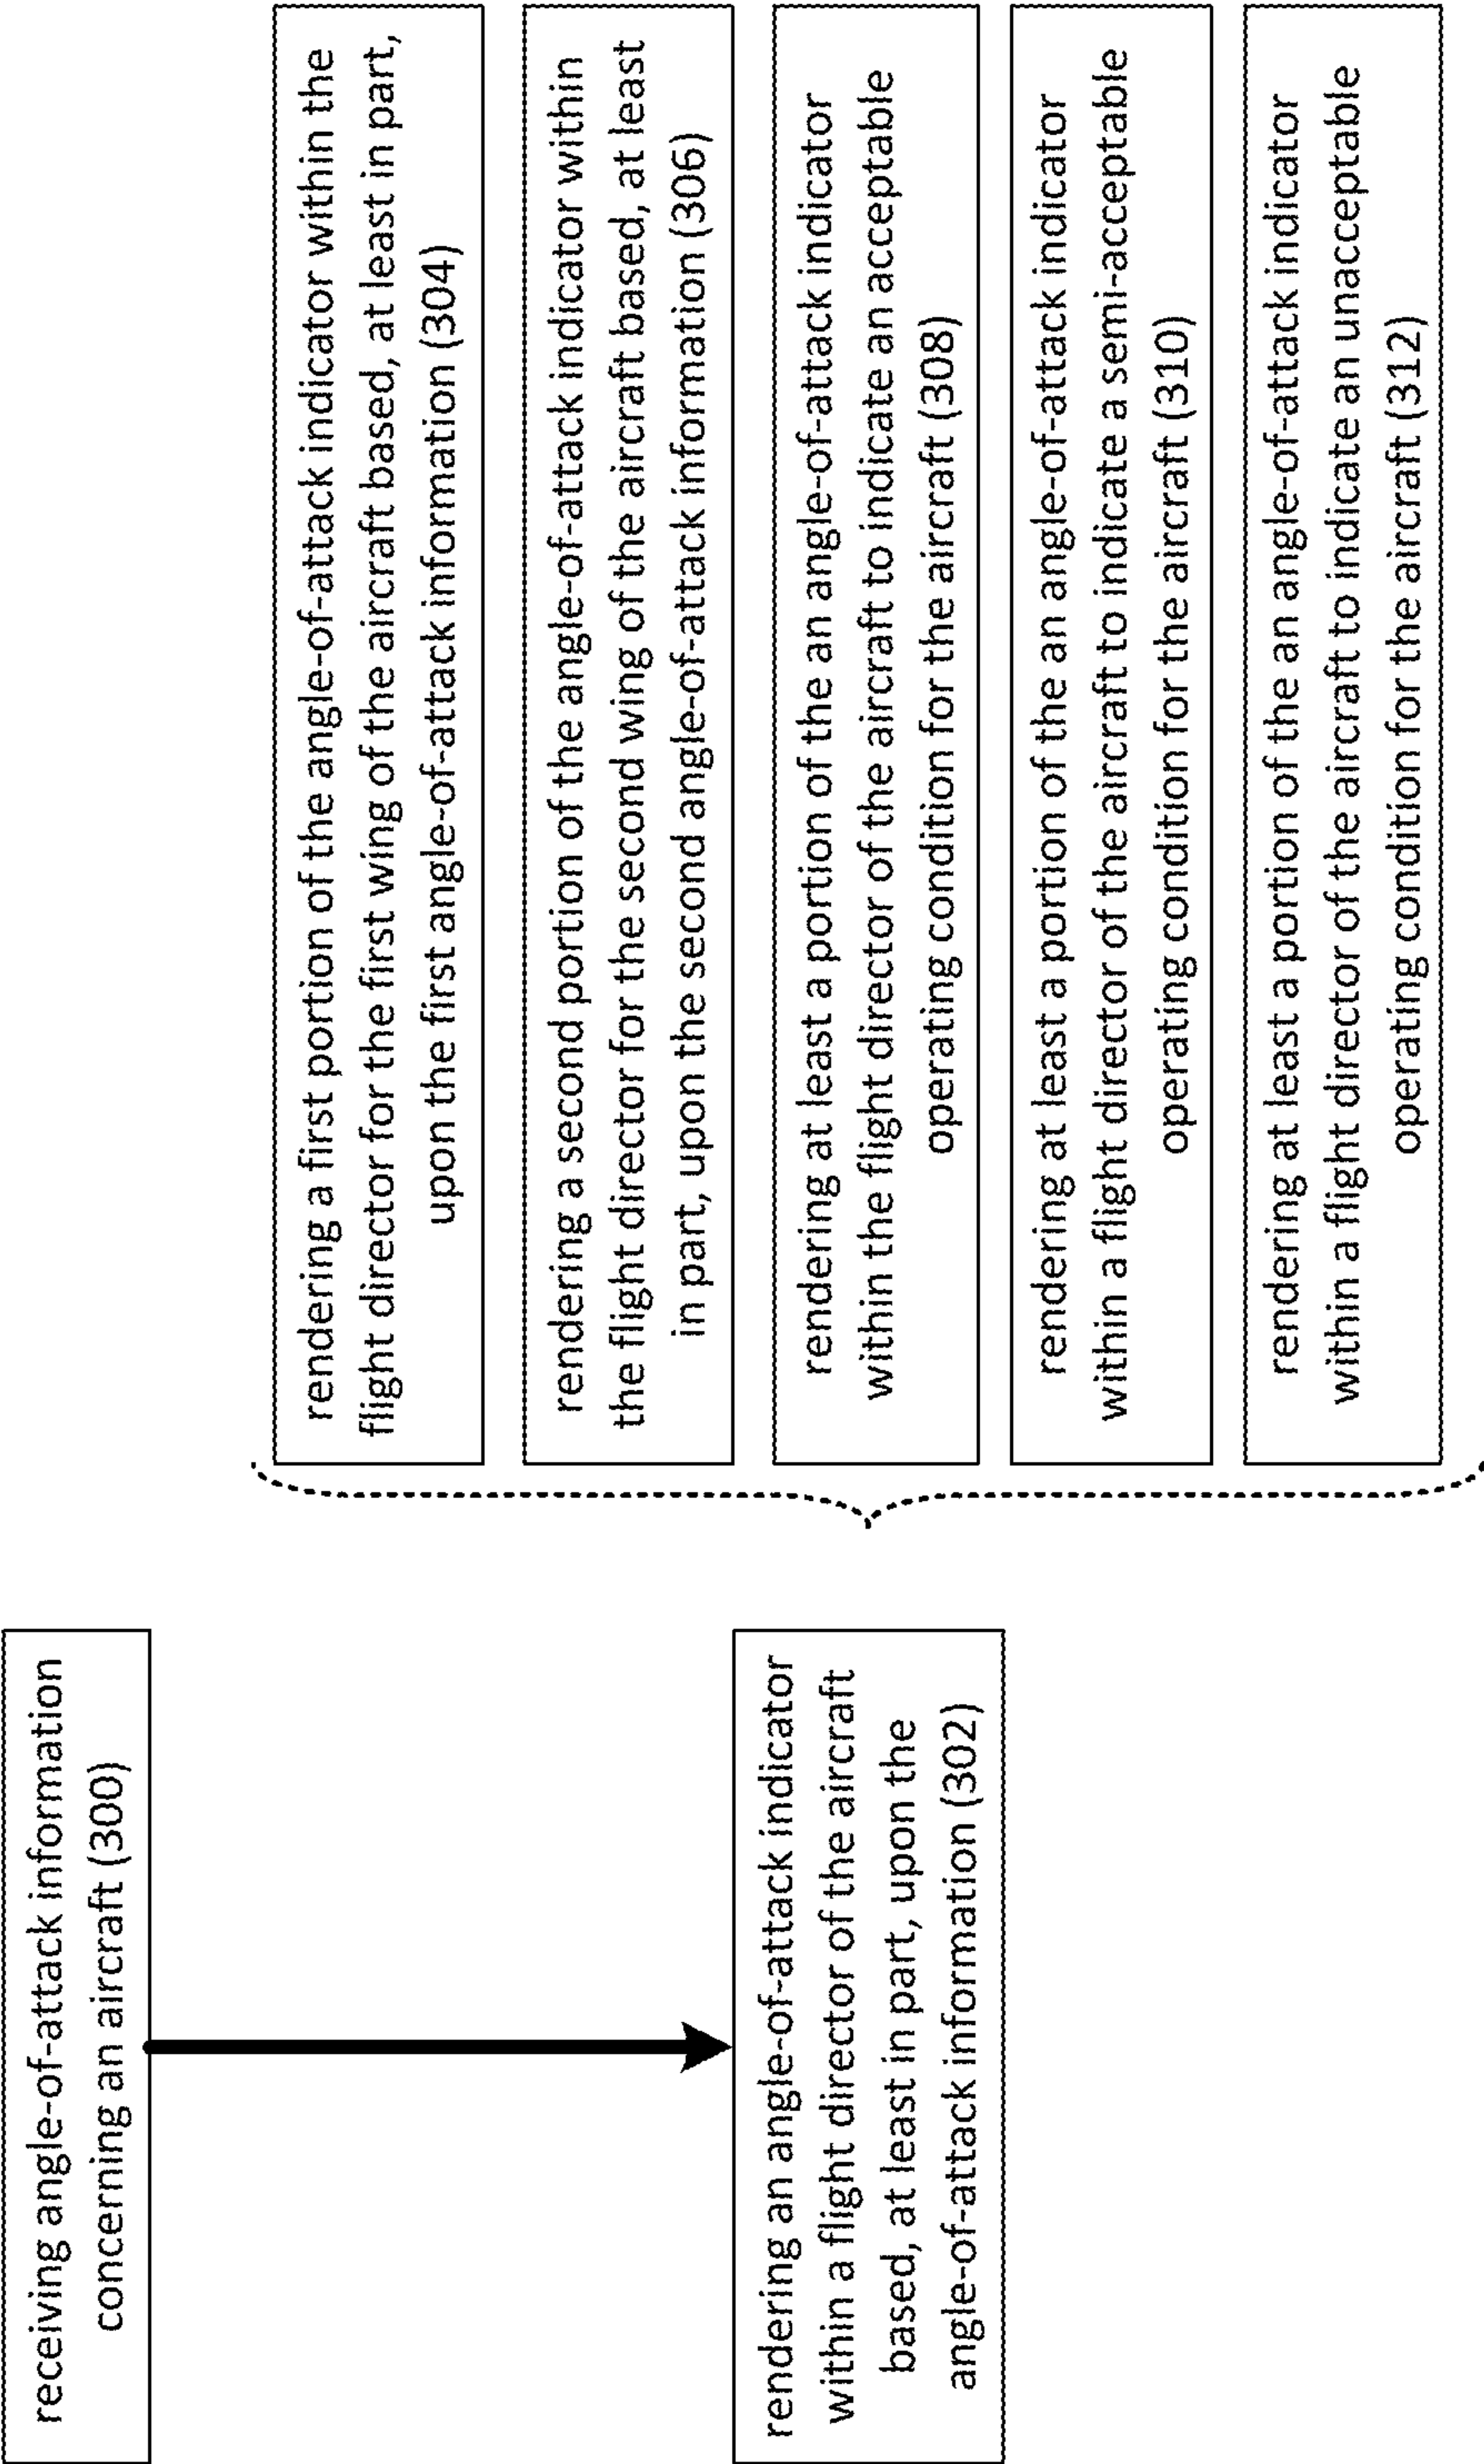 receiving angle-of-attack information
concerning an aircraft (300)
rendering an angle-of-attack indicator
within a flight director of the aircraft
based, at least in part, upon the
angle-of-attack information (302)
rendering a first portion of the angle-of-attack indicator within the
flight director for the first wing of the aircraft based, at least in part,
upon the first angle-of-attack information (304)
rendering a second portion of the angle-of-attack indicator within
the flight director for the second wing of the aircraft based, at least
in part, upon the second angle-of-attack information (306)
rendering at least a portion of the an angle-of-attack indicator
within the flight director of the aircraft to indicate an acceptable
operating condition for the aircraft (308)
rendering at least a portion of the an angle-of-attack indicator
within a flight director of the aircraft to indicate a semi-acceptable
operating condition for the aircraft (310)
rendering at least a portion of the an angle-of-attack indicator
within a flight director of the aircraft to indicate an unacceptable
operating condition for the aircraft (312)